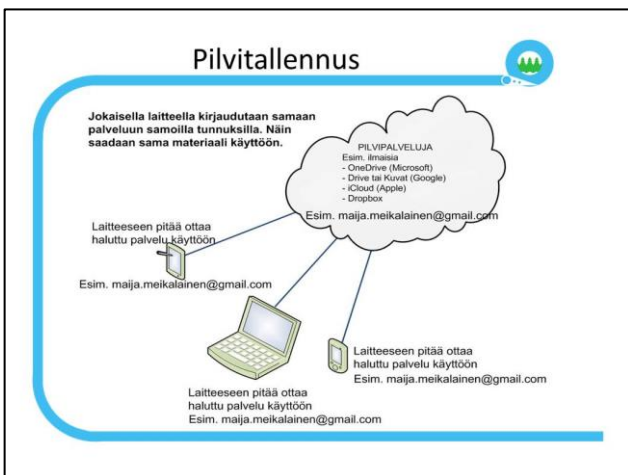 Pilvitallennus
Jokaisella laitteella kirjaudutaan samaan
palveluun samoilla tunnuksilla. Näin
saadaan sama materiaali käyttöön.
PILVIPALVELUJA
Esim. ilmaisia
- OneDrive (Microsoft)
- Drive tai Kuvat (Google)
- iCloud (Apple)
- Dropbox
Esim. maija.meikalainen@gmail.com
Laitteeseen pitää ottaa
haluttu palvelu käyttöön
Esim. maija.meikalainen@gmail.com
Laitteeseen pitää ottaa
haluttu palvelu käyttöön
Esim. maija.meikalainen@gmail.com
Laitteeseen pitää ottaa
haluttu palvelu käyttöön
Esim. maija.meikalainen@gmail.com